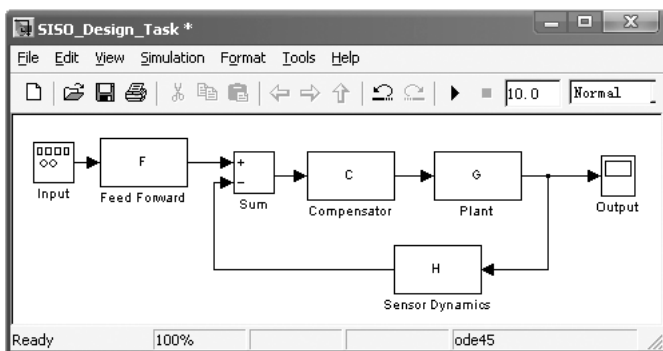 SISO_Design_Task *
File Edit View Simulation Format Tools Help
10.0 Normal
F
+
C
G
−
Input
Feed Forward
Sum
Compensator
Plant
Output
H
Sensor Dynamics
Ready 100% ode45